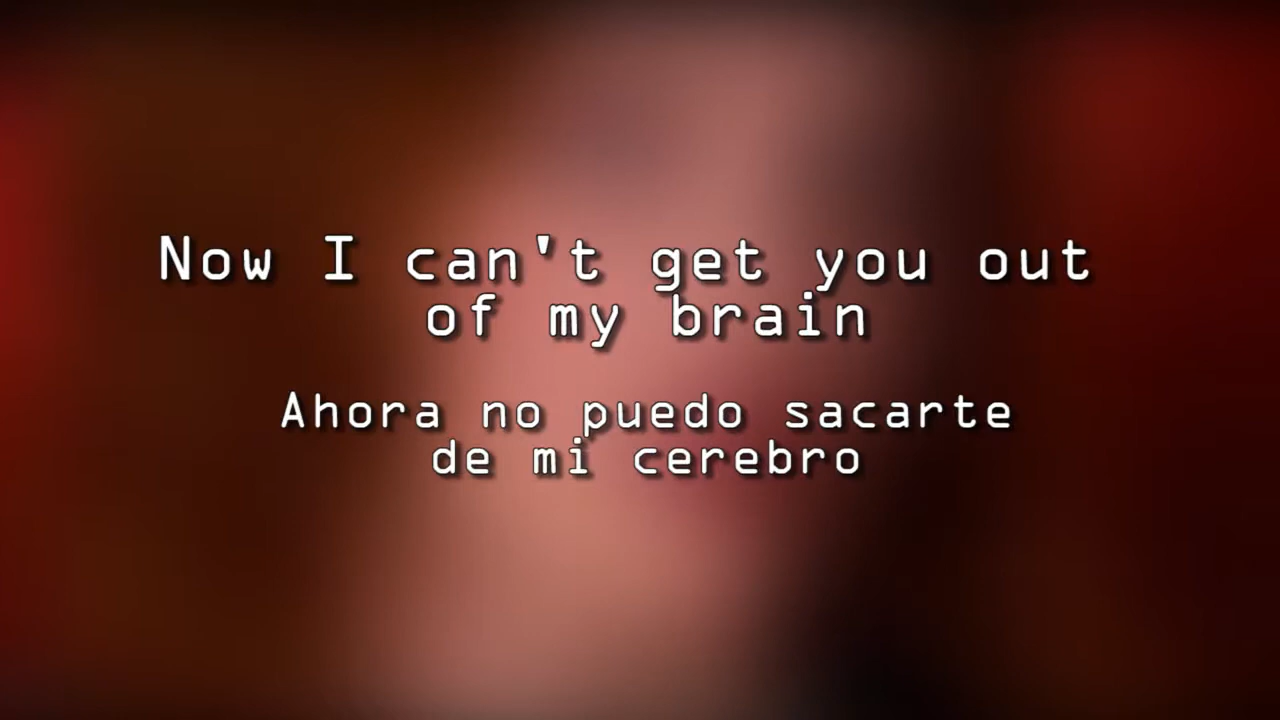 Now I can't get you out
of my brain
Ahora no puedo sacarte
de mi cerebro